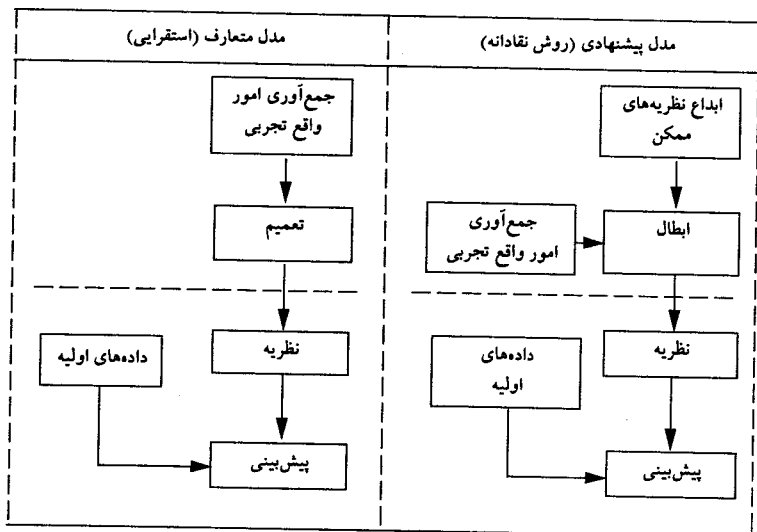 مدل پیشنهادی (روش نقادانه)
ابداع نظریه‌های
ممکن
جمع‌آوری
امور واقع تجربی
ابطال
داده‌های
اولیه
نظریه
پیش‌بینی
مدل متعارف (استقرایی)
جمع‌آوری امور
واقع تجربی
تعمیم
داده‌های اولیه
نظریه
پیش‌بینی